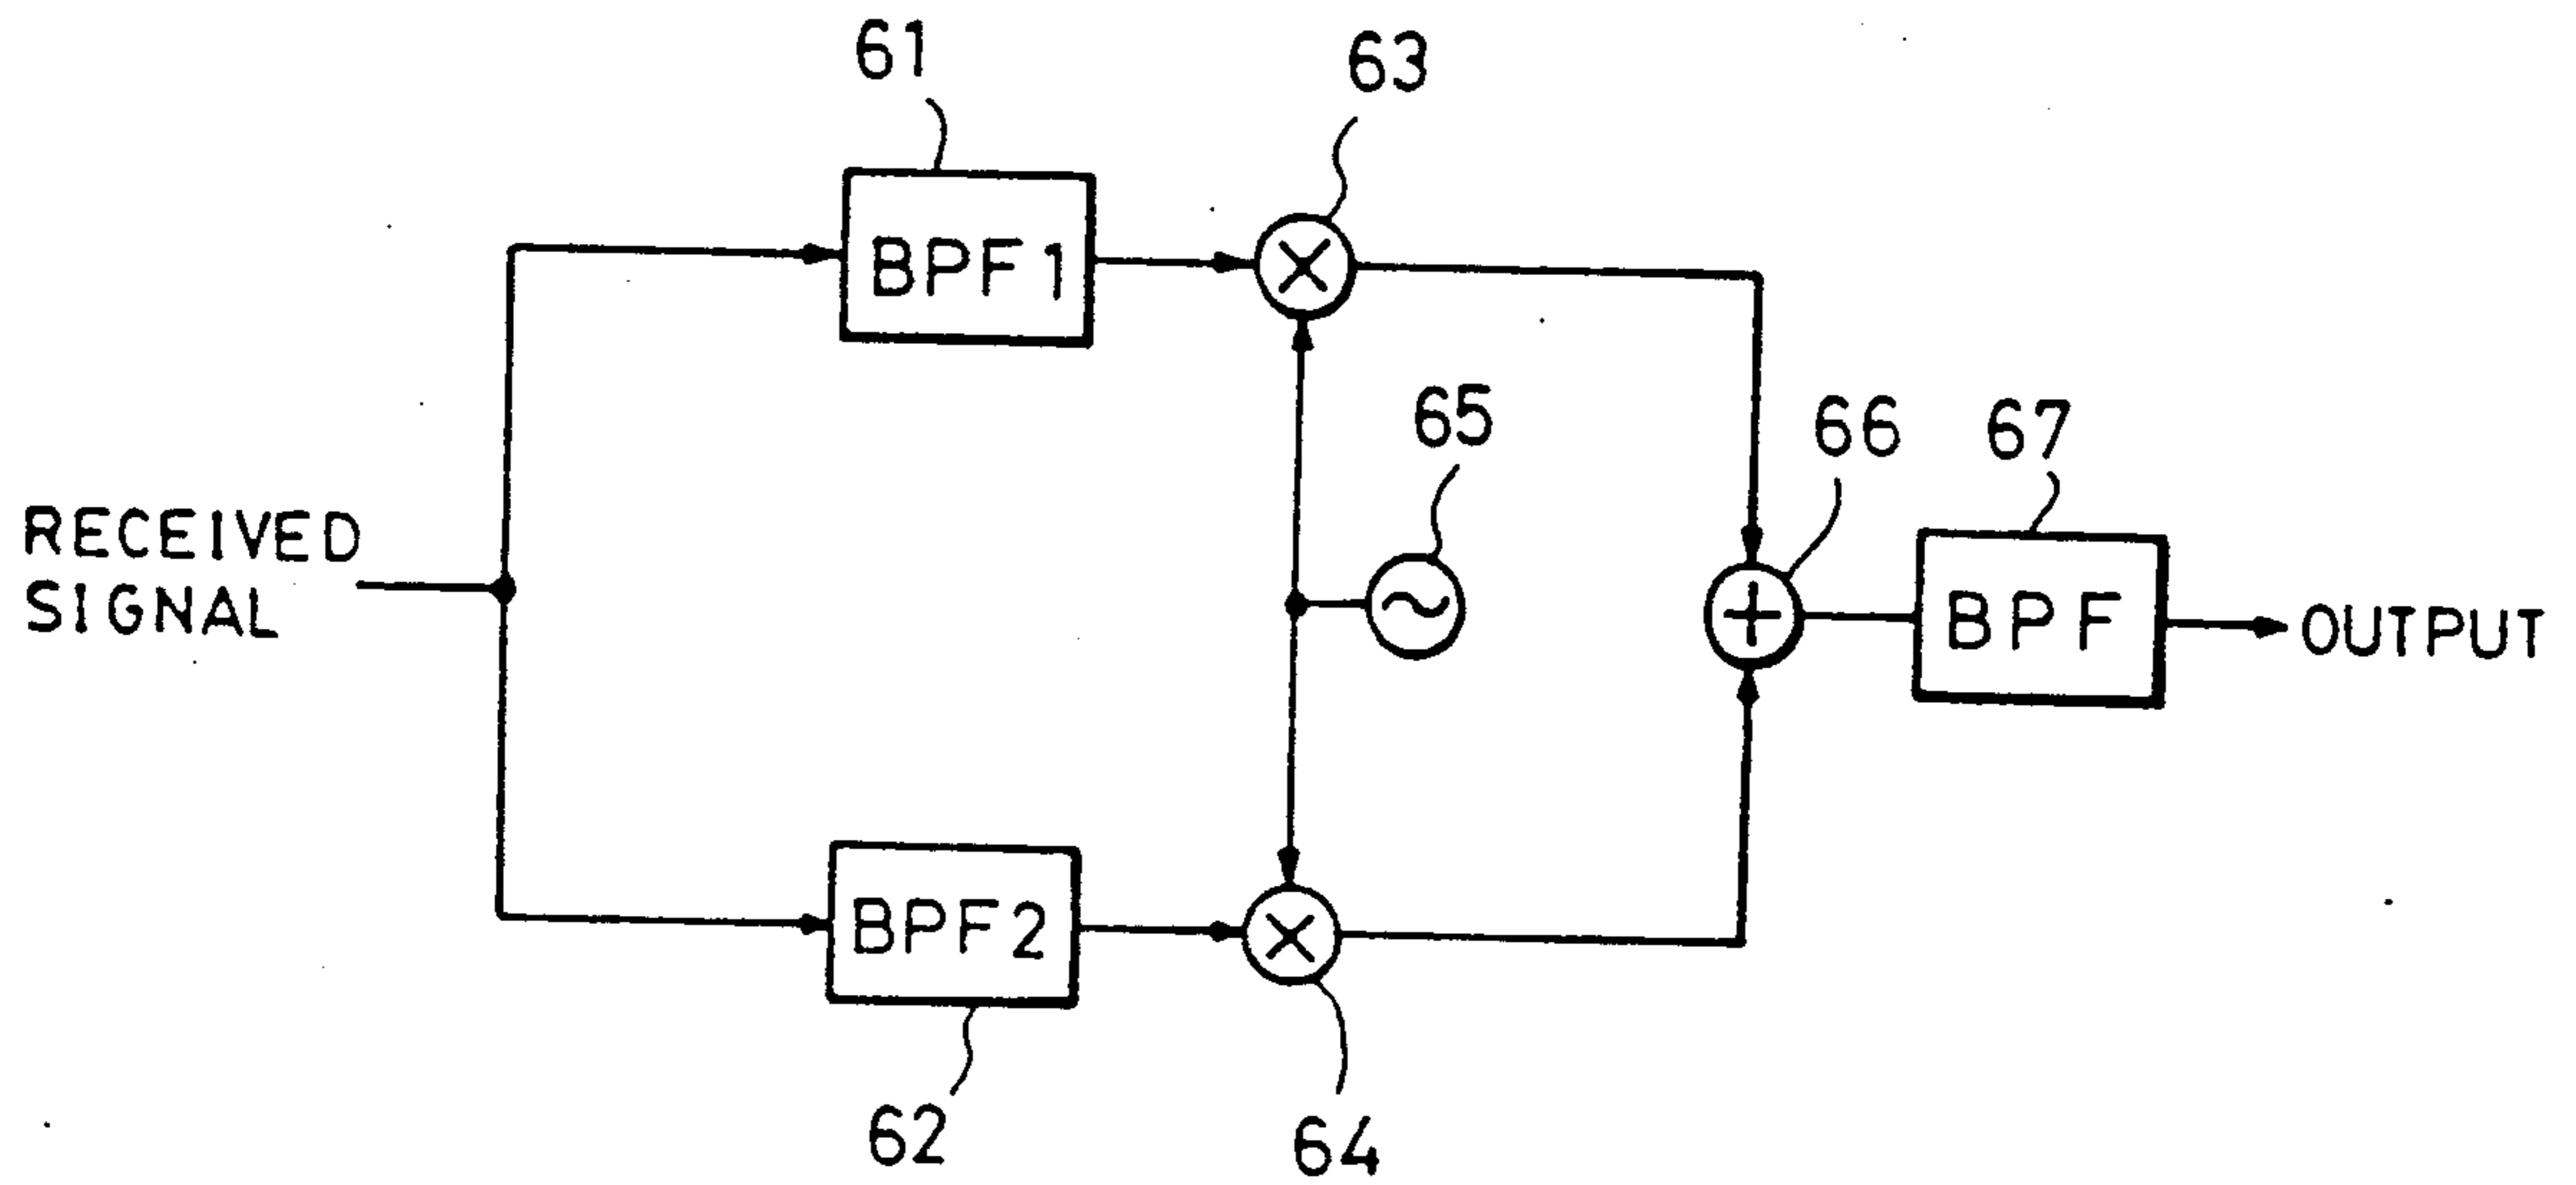 61
63
BPF1
65
66
67
RECEIVED
SIGNAL
BPF
OUTPUT
BPF2
62
64